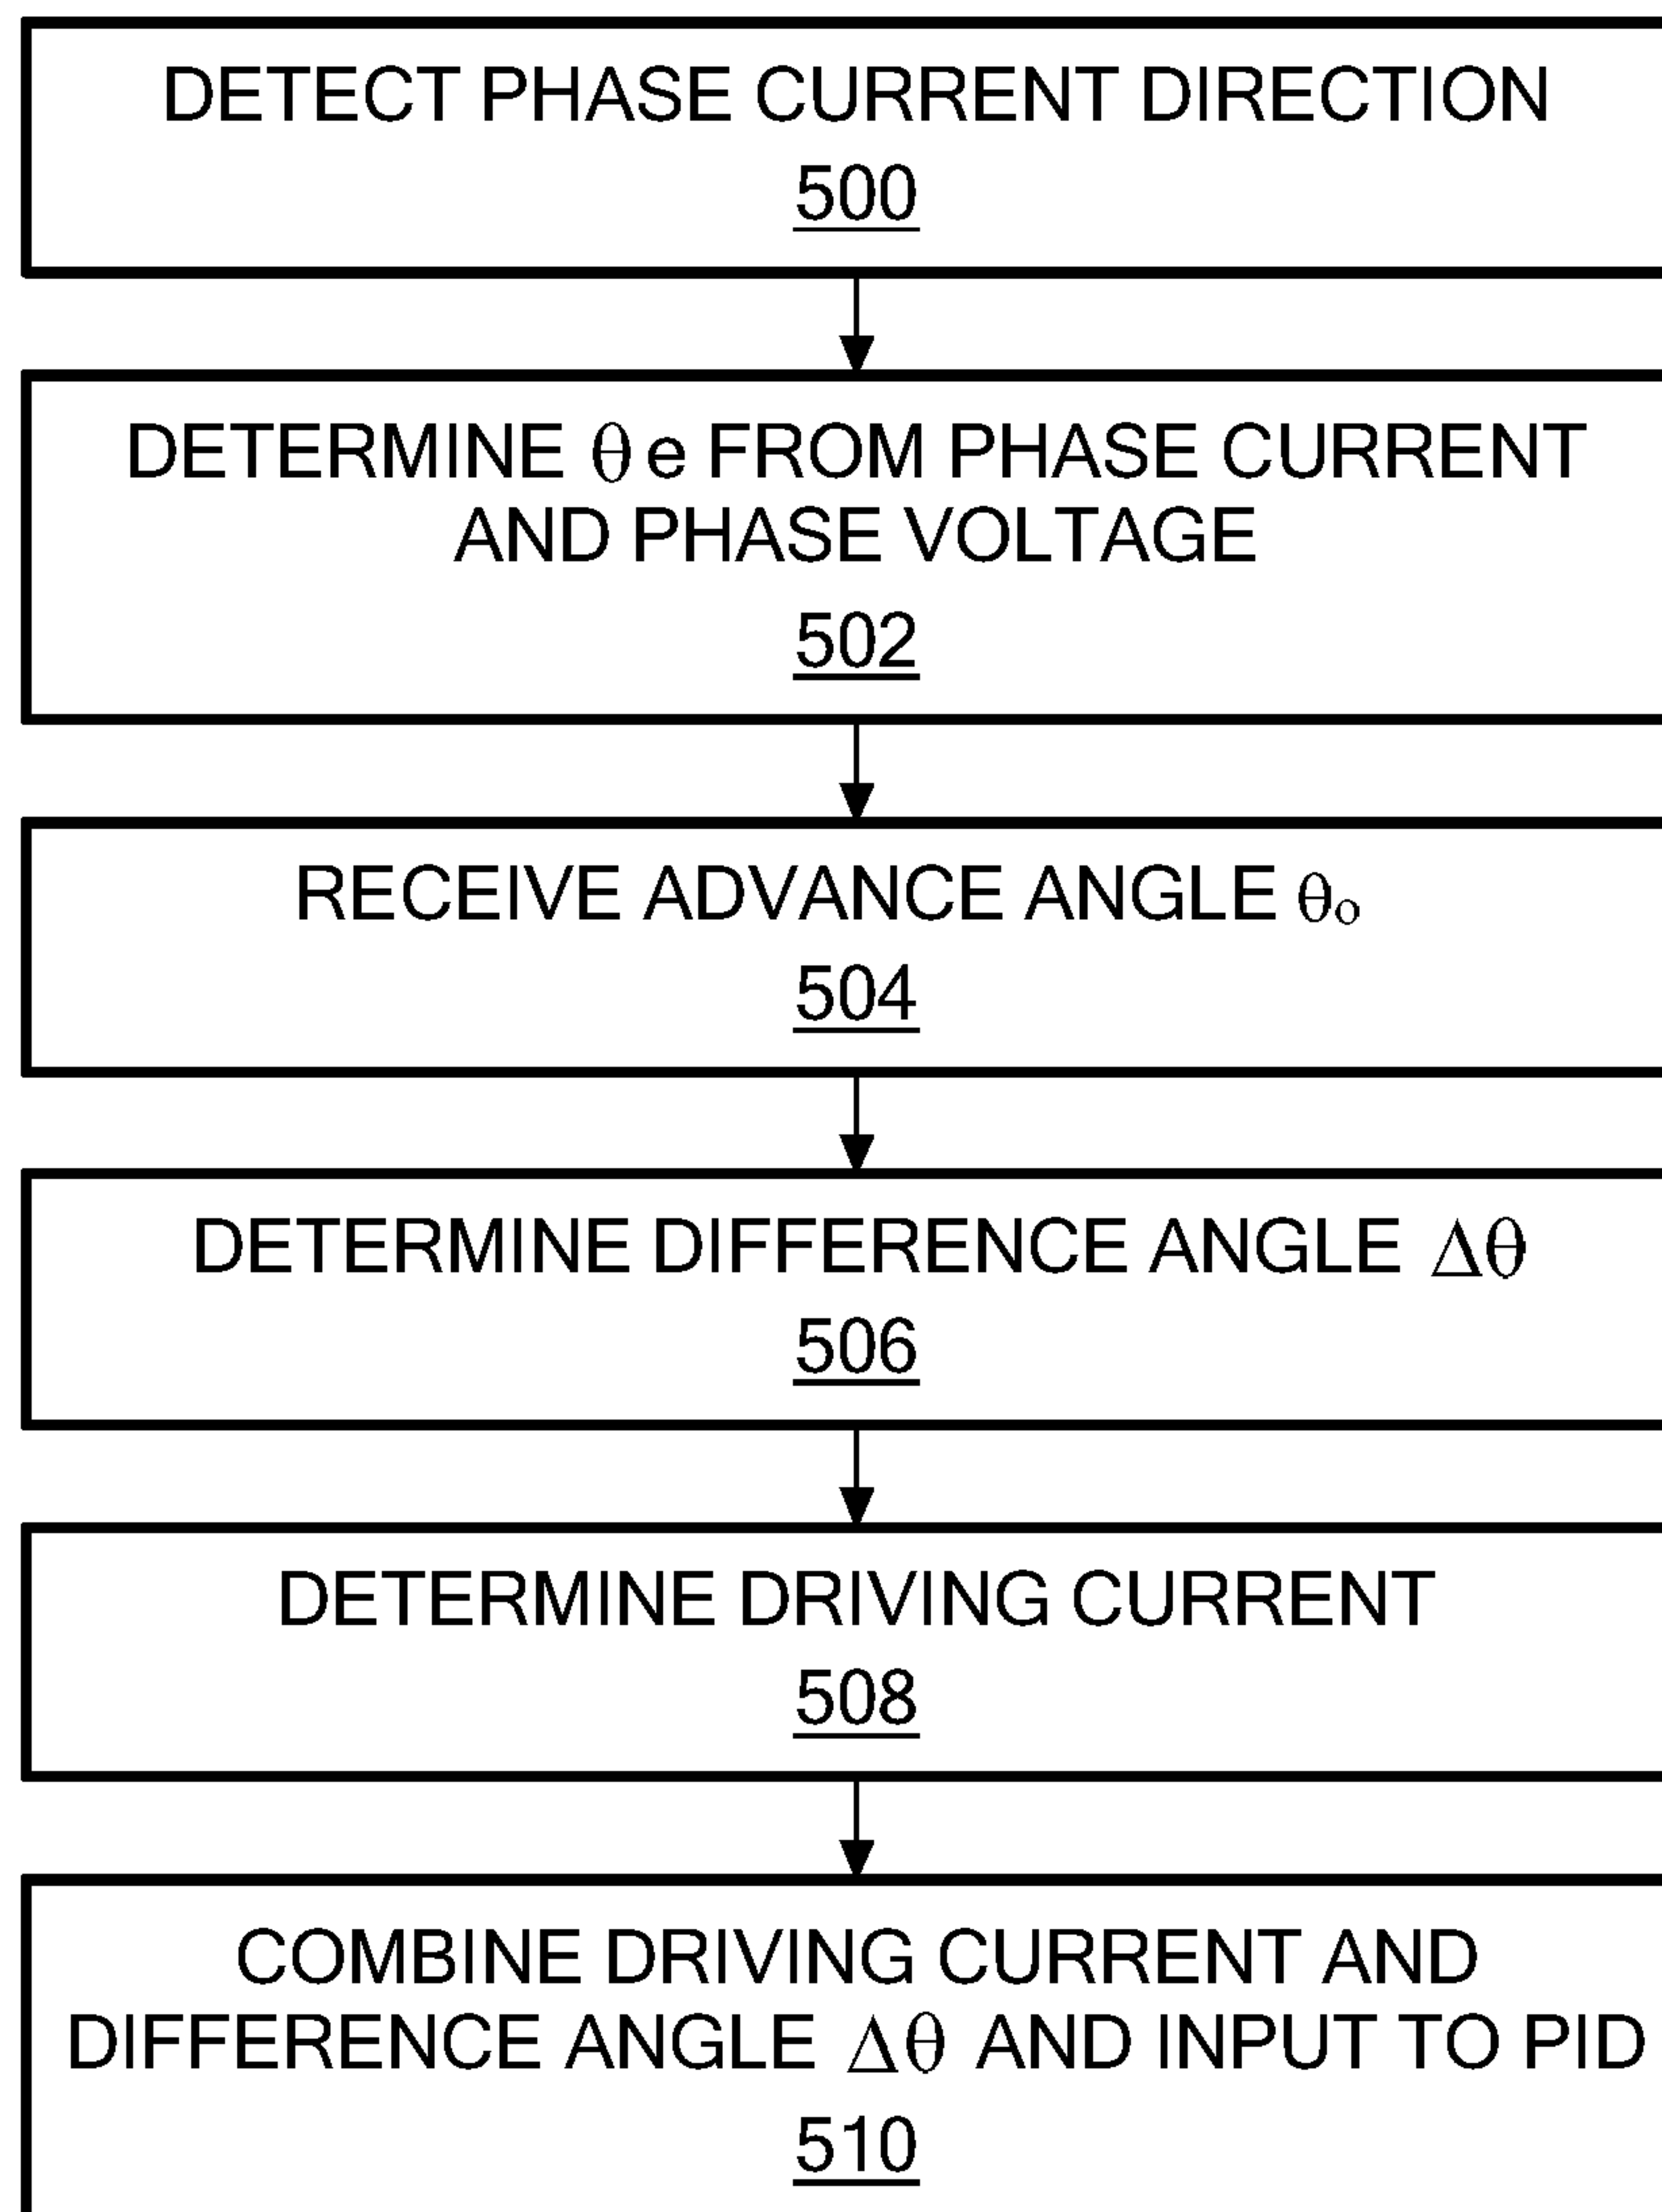 DETECT PHASE CURRENT DIRECTION
500
DETERMINE θe FROM PHASE CURRENT
AND PHASE VOLTAGE
502
RECEIVE ADVANCE ANGLE θ₀
504
DETERMINE DIFFERENCE ANGLE Δθ
506
DETERMINE DRIVING CURRENT
508
COMBINE DRIVING CURRENT AND
DIFFERENCE ANGLE Δθ AND INPUT TO PID
510